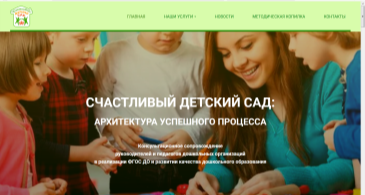 ГЛАВНАЯ НАШИ УСЛУГИ НОВОСТИ МЕТОДИЧЕСКАЯ КОПИЛКА КОНТАКТЫ
СЧАСТЛИВЫЙ ДЕТСКИЙ САД:
АРХИТЕКТУРА УСПЕШНОГО ПРОЦЕССА
Консультационное сопровождение
руководителей и педагогов дошкольных организаций
в реализации ФГОС ДО и развитии качества дошкольного образования